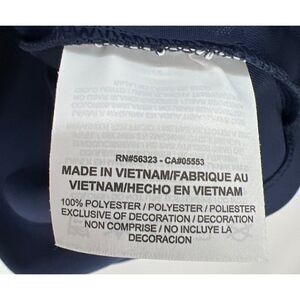 RN#56323 - CA#05553
MADE IN VIETNAM/FABRIQUE AU
VIETNAM/HECHO EN VIETNAM
100% POLYESTER / POLYESTER / POLIESTER
EXCLUSIVE OF DECORATION / DECORATION
NON COMPRISE / NO INCLUYE LA
DECORACION